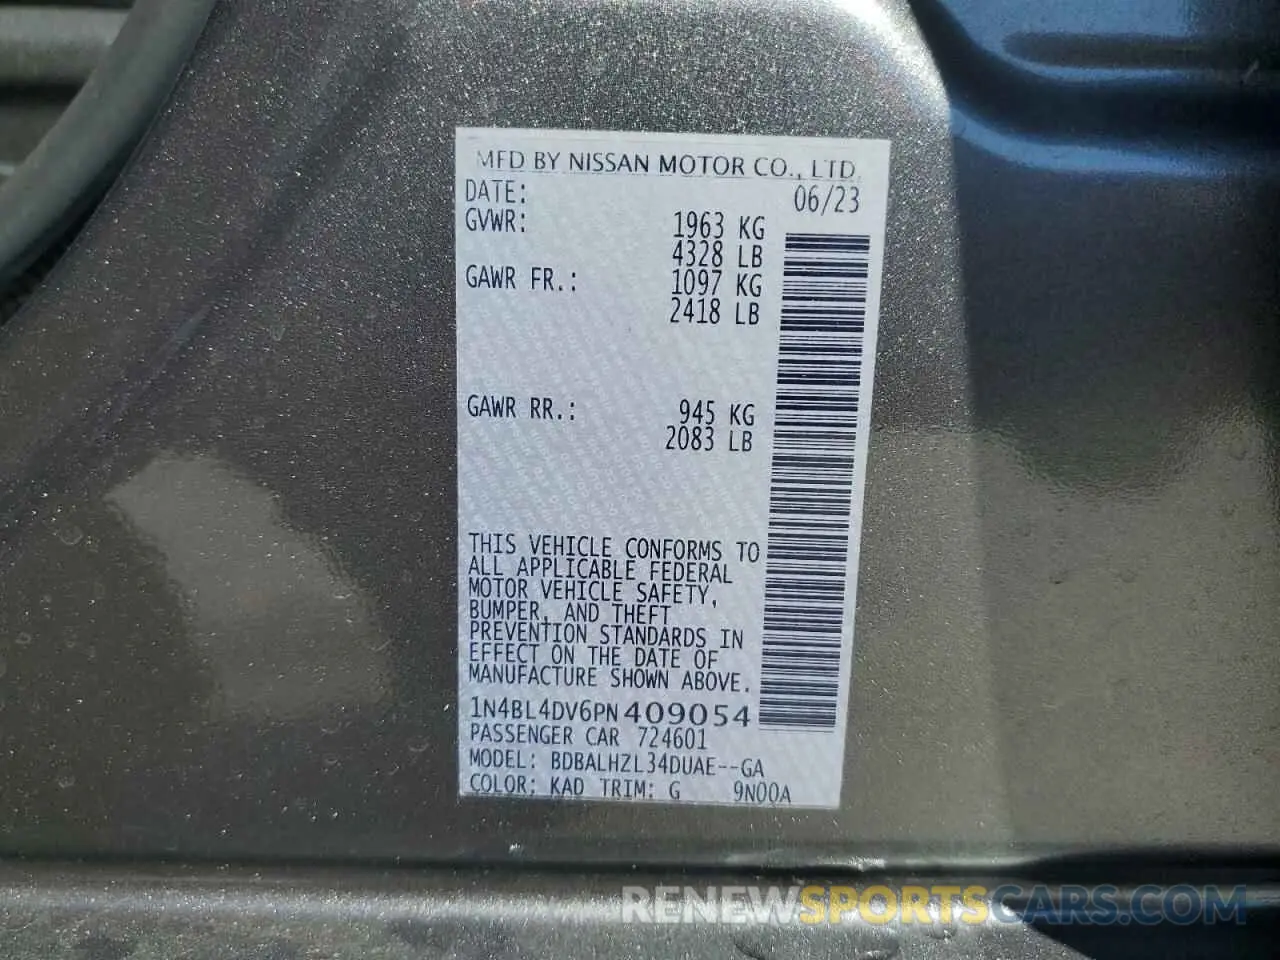 MFD BY NISSAN MOTOR CO., LTD.
DATE: 06/23
GVWR: 1963 KG
4328 LB
GAWR FR.: 1097 KG
2418 LB
GAWR RR.: 945 KG
2083 LB
THIS VEHICLE CONFORMS TO
ALL APPLICABLE FEDERAL
MOTOR VEHICLE SAFETY,
BUMPER, AND THEFT
PREVENTION STANDARDS IN
EFFECT ON THE DATE OF
MANUFACTURE SHOWN ABOVE.
1N4BL4DV6PN409054
PASSENGER CAR 724601
MODEL: BDBALHZL34DUAE--GA
COLOR: KAD TRIM: G 9N00A
RENEWSPORTSCARS.COM